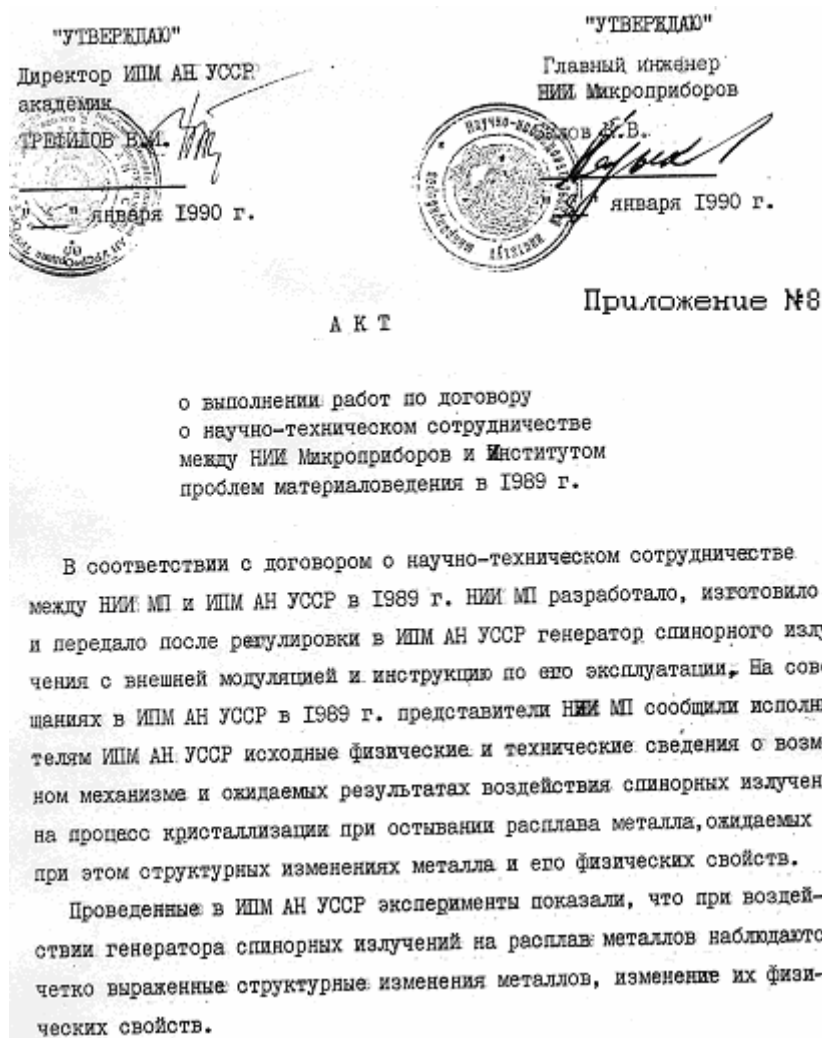 "УТВЕРЖДАЮ"
Директор ИПМ АН УССР
академик
ТРЕФИЛОВ В.И.
января 1990 г.
"УТВЕРЖДАЮ"
Главный инженер
НИИ Микроприборов
В.
января 1990 г.
Приложение №8
А К Т
о выполнении работ по договору
о научно-техническом сотрудничестве
между НИИ Микроприборов и Институтом
проблем материаловедения в 1989 г.
В соответствии с договором о научно-техническом сотрудничестве
между НИИ МП и ИПМ АН УССР в 1989 г. НИИ МП разработало, изготовило
и передало после регулировки в ИПМ АН УССР генератор спинорного излу
чения с внешней модуляцией и инструкцию по его эксплуатации. На сове
щаниях в ИПМ АН УССР в 1989 г. представители НИИ МП сообщили исполни
телям ИПМ АН УССР исходные физические и технические сведения о возм
ном механизме и ожидаемых результатах воздействия спинорных излучен
на процесс кристаллизации при остывании расплава металла, ожидаемых
при этом структурных изменениях металла и его физических свойств.
Проведенные в ИПМ АН УССР эксперименты показали, что при воздей-
ствии генератора спинорных излучений на расплав металлов наблюдаютс
четко выраженные структурные изменения металлов, изменение их физи-
ческих свойств.